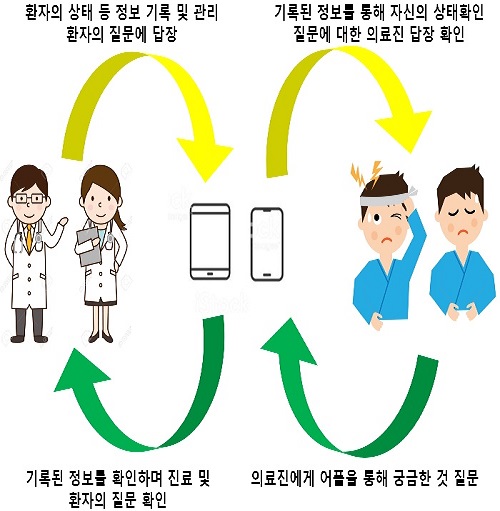 환자의 상태 등 정보 기록 및 관리
환자의 질문에 답장
기록된 정보를 통해 자신의 상태확인
질문에 대한 의료진 답장 확인
기록된 정보를 확인하며 진료 및
환자의 질문 확인
의료진에게 어플을 통해 궁금한 것 질문